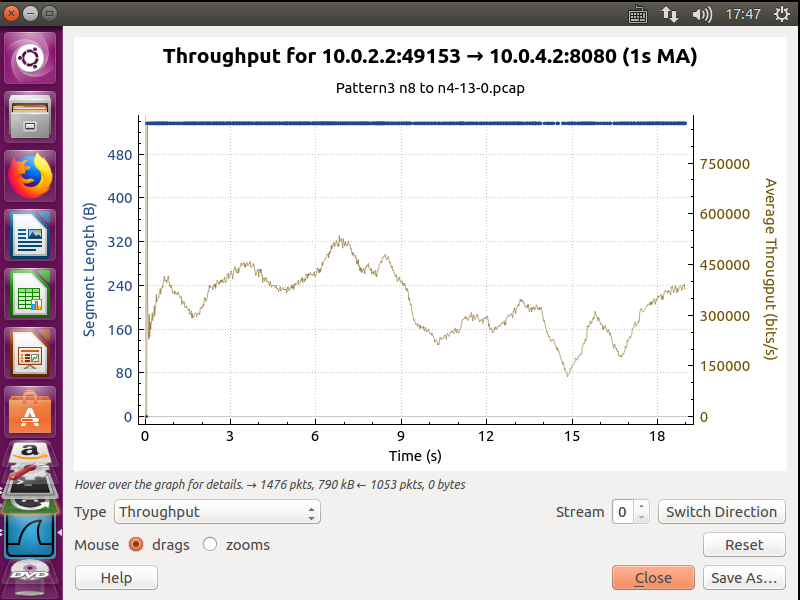 17:47
Throughput for 10.0.2.2:49153 → 10.0.4.2:8080 (1s MA)
Pattern3 n8 to n4-13-0.pcap
Segment Length (B)
480
400
320
240
160
80
0
750000
600000
450000
300000
150000
0
Average Througput (bits/s)
0 3 6 9 12 15 18
Time (s)
Hover over the graph for details. → 1476 pkts, 790 kB ← 1053 pkts, 0 bytes
Type Throughput Stream 0 Switch Direction
Mouse drags zooms Reset
Help Close Save As...